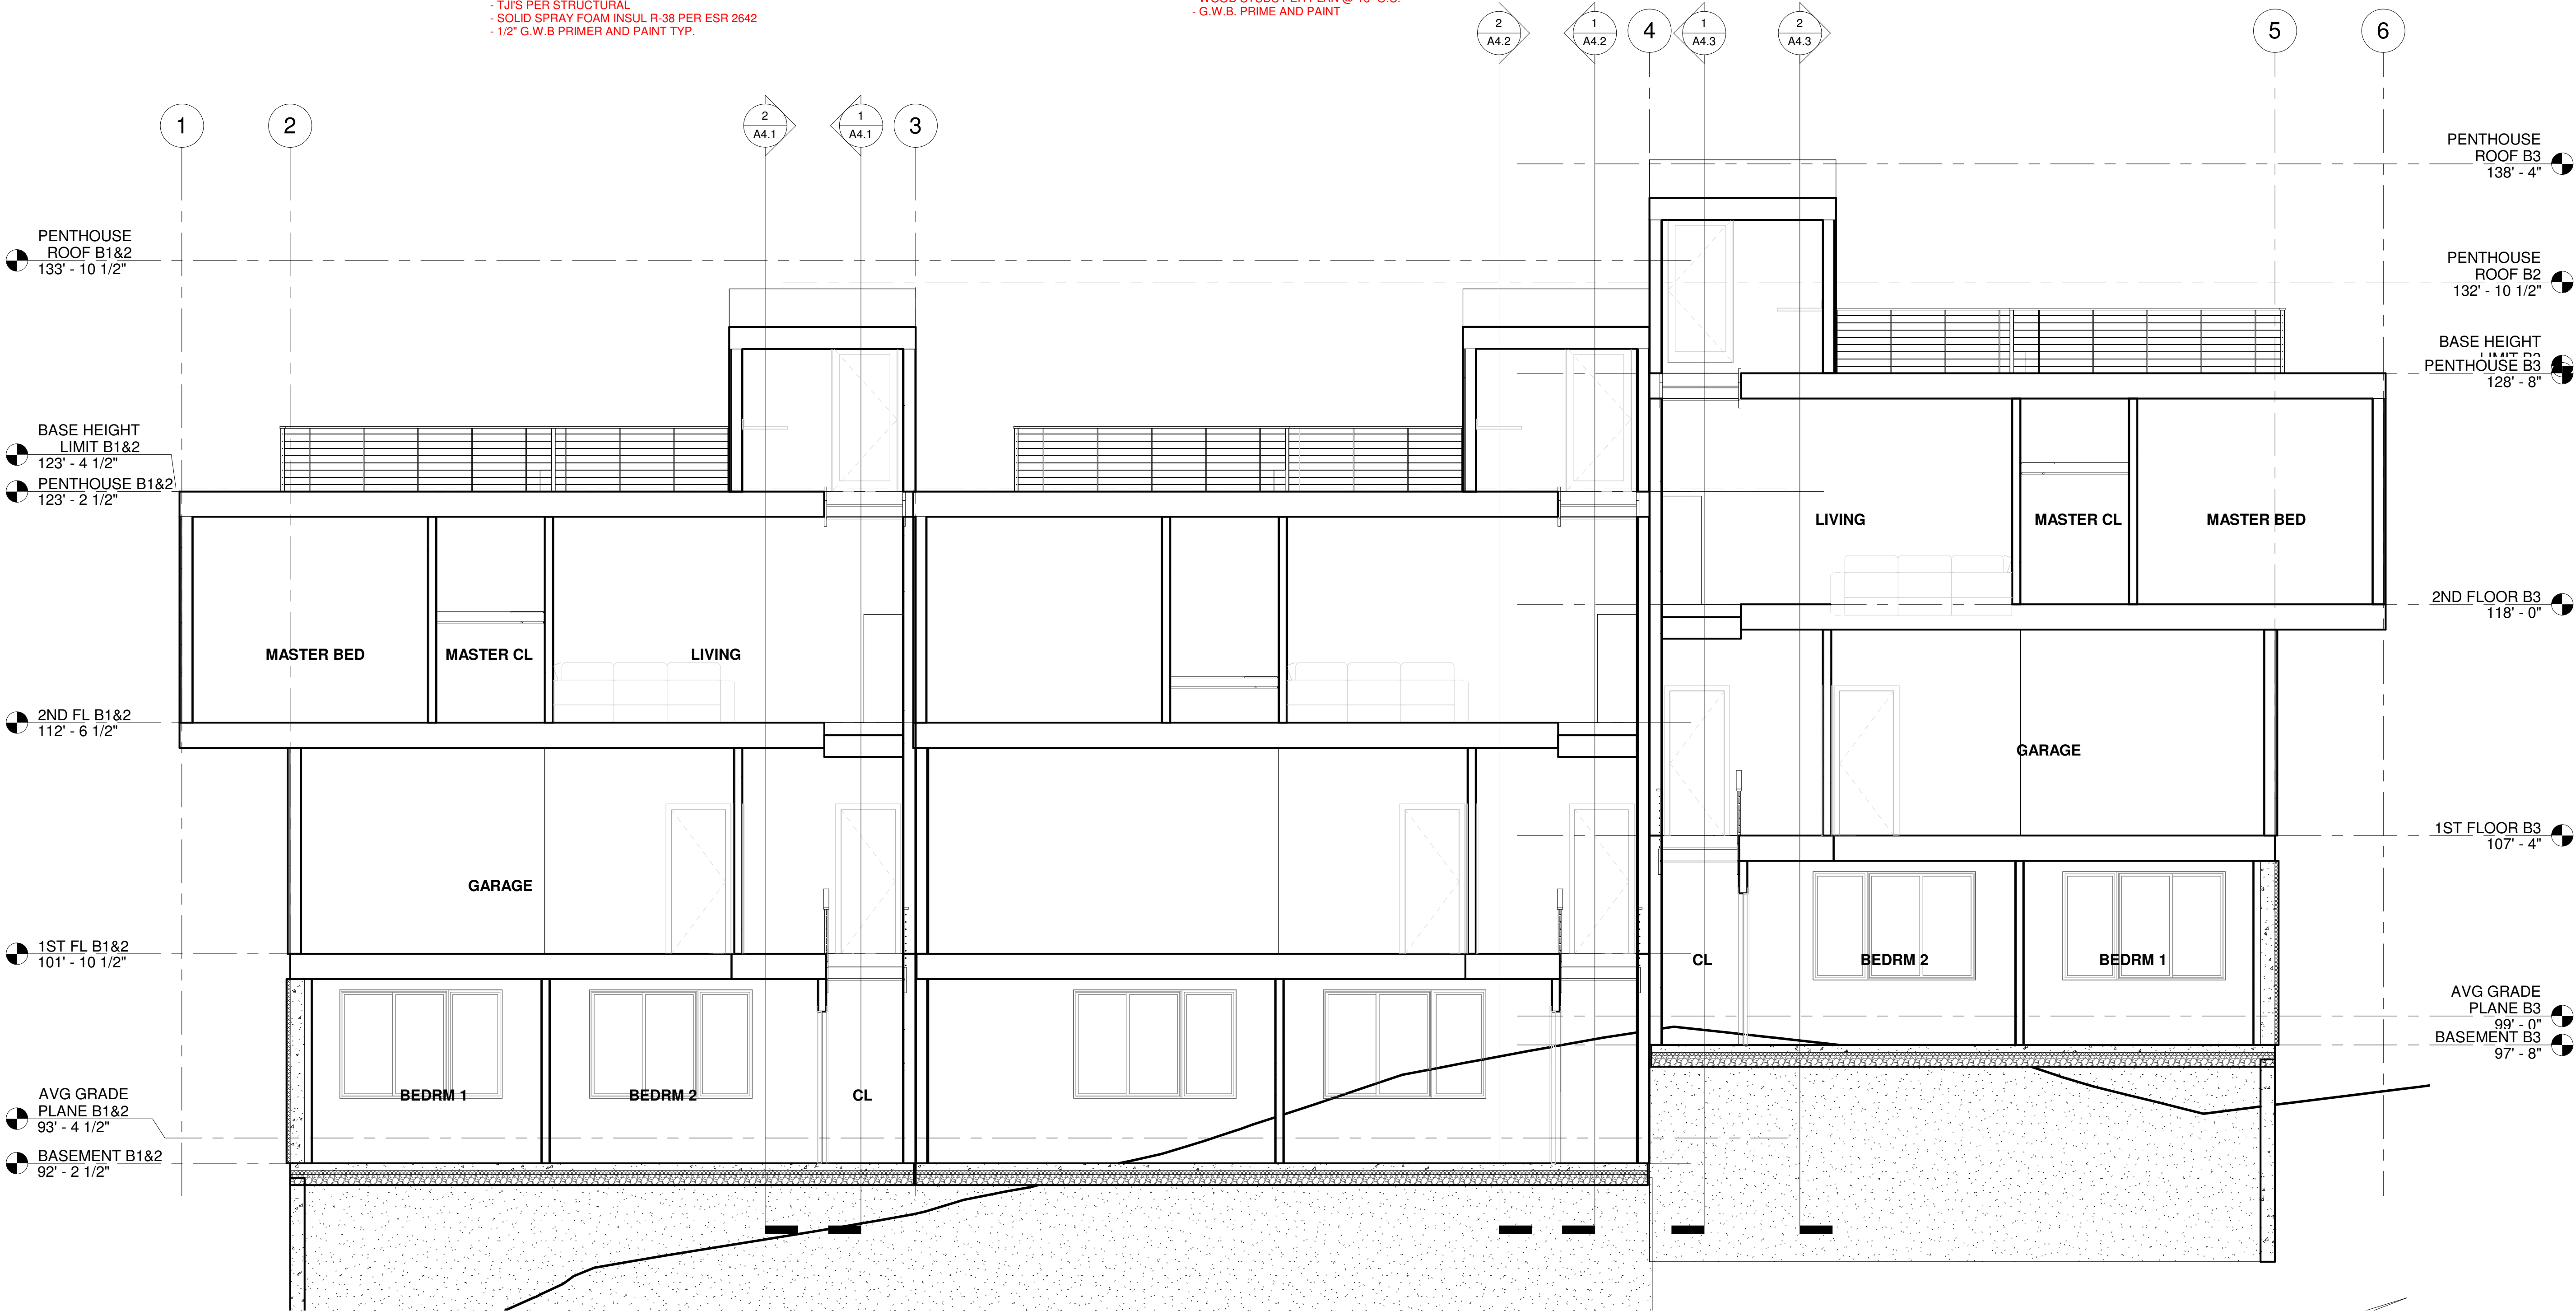 - TJI'S PER STRUCTURAL
- SOLID SPRAY FOAM INSUL R-38 PER ESR 2642
- 1/2" G.W.B PRIMER AND PAINT TYP.
- G.W.B. PRIME AND PAINT
2
A4.2
1
A4.2
4
1
A4.3
2
A4.3
5
6
1
2
2
A4.1
1
A4.1
3
PENTHOUSE
ROOF B3
138' - 4"
PENTHOUSE
ROOF B1&2
133' - 10 1/2"
PENTHOUSE
ROOF B2
132' - 10 1/2"
BASE HEIGHT
PENTHOUSE B3
128' - 8"
BASE HEIGHT
LIMIT B1&2
123' - 4 1/2"
PENTHOUSE B1&2
123' - 2 1/2"
LIVING
MASTER CL
MASTER BED
2ND FLOOR B3
118' - 0"
MASTER BED
MASTER CL
LIVING
2ND FL B1&2
112' - 6 1/2"
GARAGE
1ST FLOOR B3
107' - 4"
GARAGE
1ST FL B1&2
101' - 10 1/2"
CL
BEDRM 2
BEDRM 1
AVG GRADE
PLANE B3
99' - 0"
BASEMENT B3
97' - 8"
BEDRM 1
BEDRM 2
CL
AVG GRADE
PLANE B1&2
93' - 4 1/2"
BASEMENT B1&2
92' - 2 1/2"